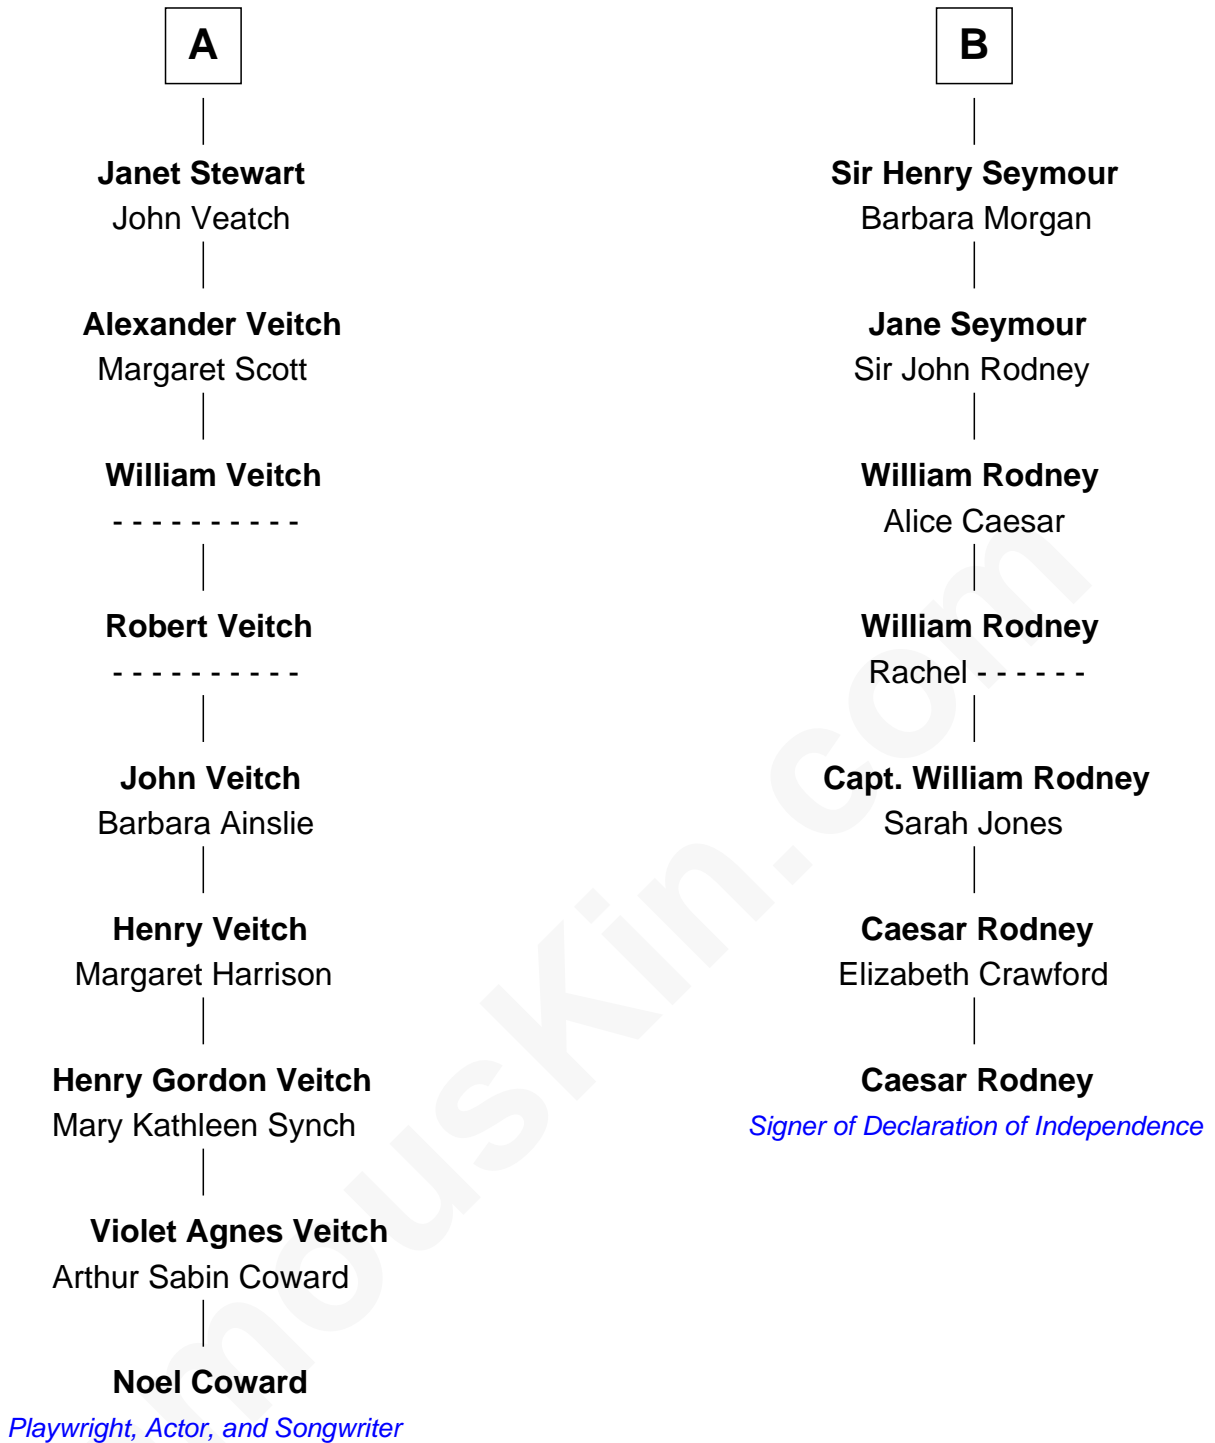 A
Janet Stewart
John Veatch
Alexander Veitch
Margaret Scott
William Veitch
- - - - - - - - - -
Robert Veitch
- - - - - - - - - -
John Veitch
Barbara Ainslie
Henry Veitch
Margaret Harrison
Henry Gordon Veitch
Mary Kathleen Synch
Violet Agnes Veitch
Arthur Sabin Coward
Noel Coward
Playwright, Actor, and Songwriter
B
Sir Henry Seymour
Barbara Morgan
Jane Seymour
Sir John Rodney
William Rodney
Alice Caesar
William Rodney
Rachel - - - - - -
Capt. William Rodney
Sarah Jones
Caesar Rodney
Elizabeth Crawford
Caesar Rodney
Signer of Declaration of Independence
mousKin.com